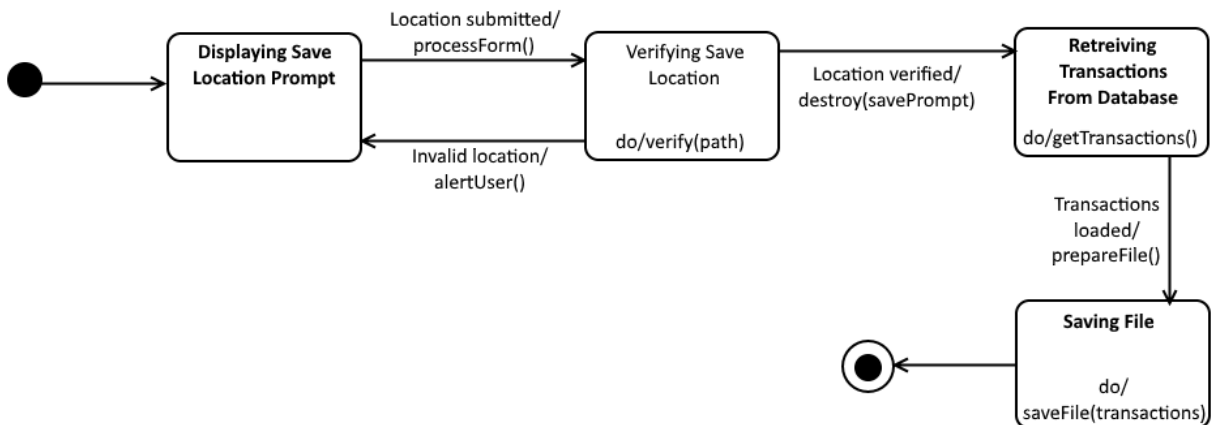 Displaying Save
Location Prompt
Location submitted/
processForm()
Invalid location/
alertUser()
Verifying Save
Location
do/verify(path)
Location verified/
destroy(savePrompt)
Retreiving
Transactions
From Database
do/getTransactions()
Transactions
loaded/
prepareFile()
Saving File
do/
saveFile(transactions)